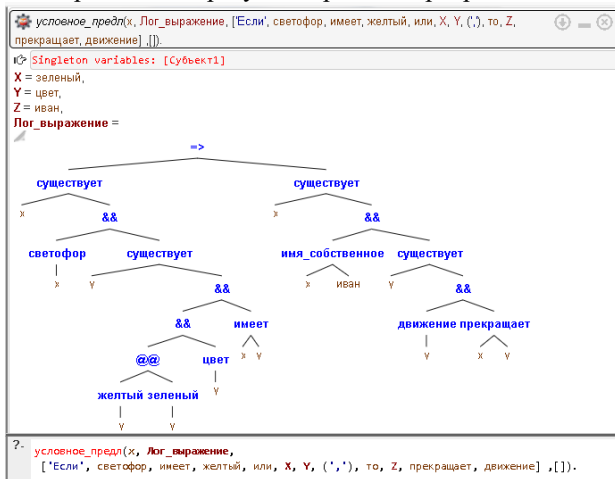 условное_предл(x, Лог_выражение, ['Если', светофор, имеет, желтый, или, X, Y, (','), то, Z,
прекращает, движение] ,[]).
Singleton variables: [Субъект1]
X = зеленый,
Y = цвет,
Z = иван,
Лог_выражение =
=>
существует существует
x && x &&
светофор существует имя_собственное существует
x y && x иван y &&
&& имеет движение прекращает
@@ цвет x y y x y
желтый зеленый y
y y
?- условное_предл(x, Лог_выражение,
['Если', светофор, имеет, желтый, или, X, Y, (','), то, Z, прекращает, движение] ,[]).